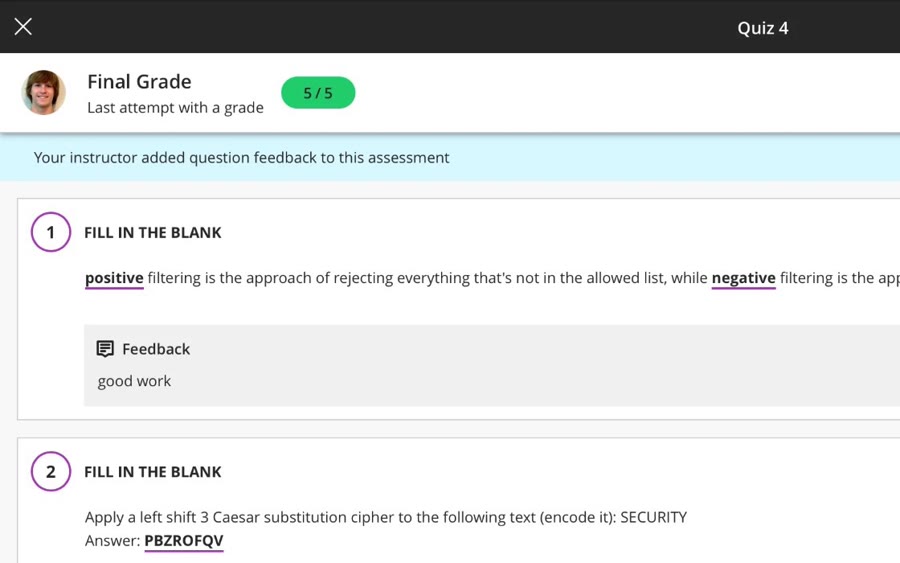 Quiz 4
Final Grade
Last attempt with a grade
5 / 5
Your instructor added question feedback to this assessment
1
FILL IN THE BLANK
positive filtering is the approach of rejecting everything that's not in the allowed list, while negative filtering is the
Feedback
good work
2
FILL IN THE BLANK
Apply a left shift 3 Caesar substitution cipher to the following text (encode it): SECURITY
Answer: PBZROFQV